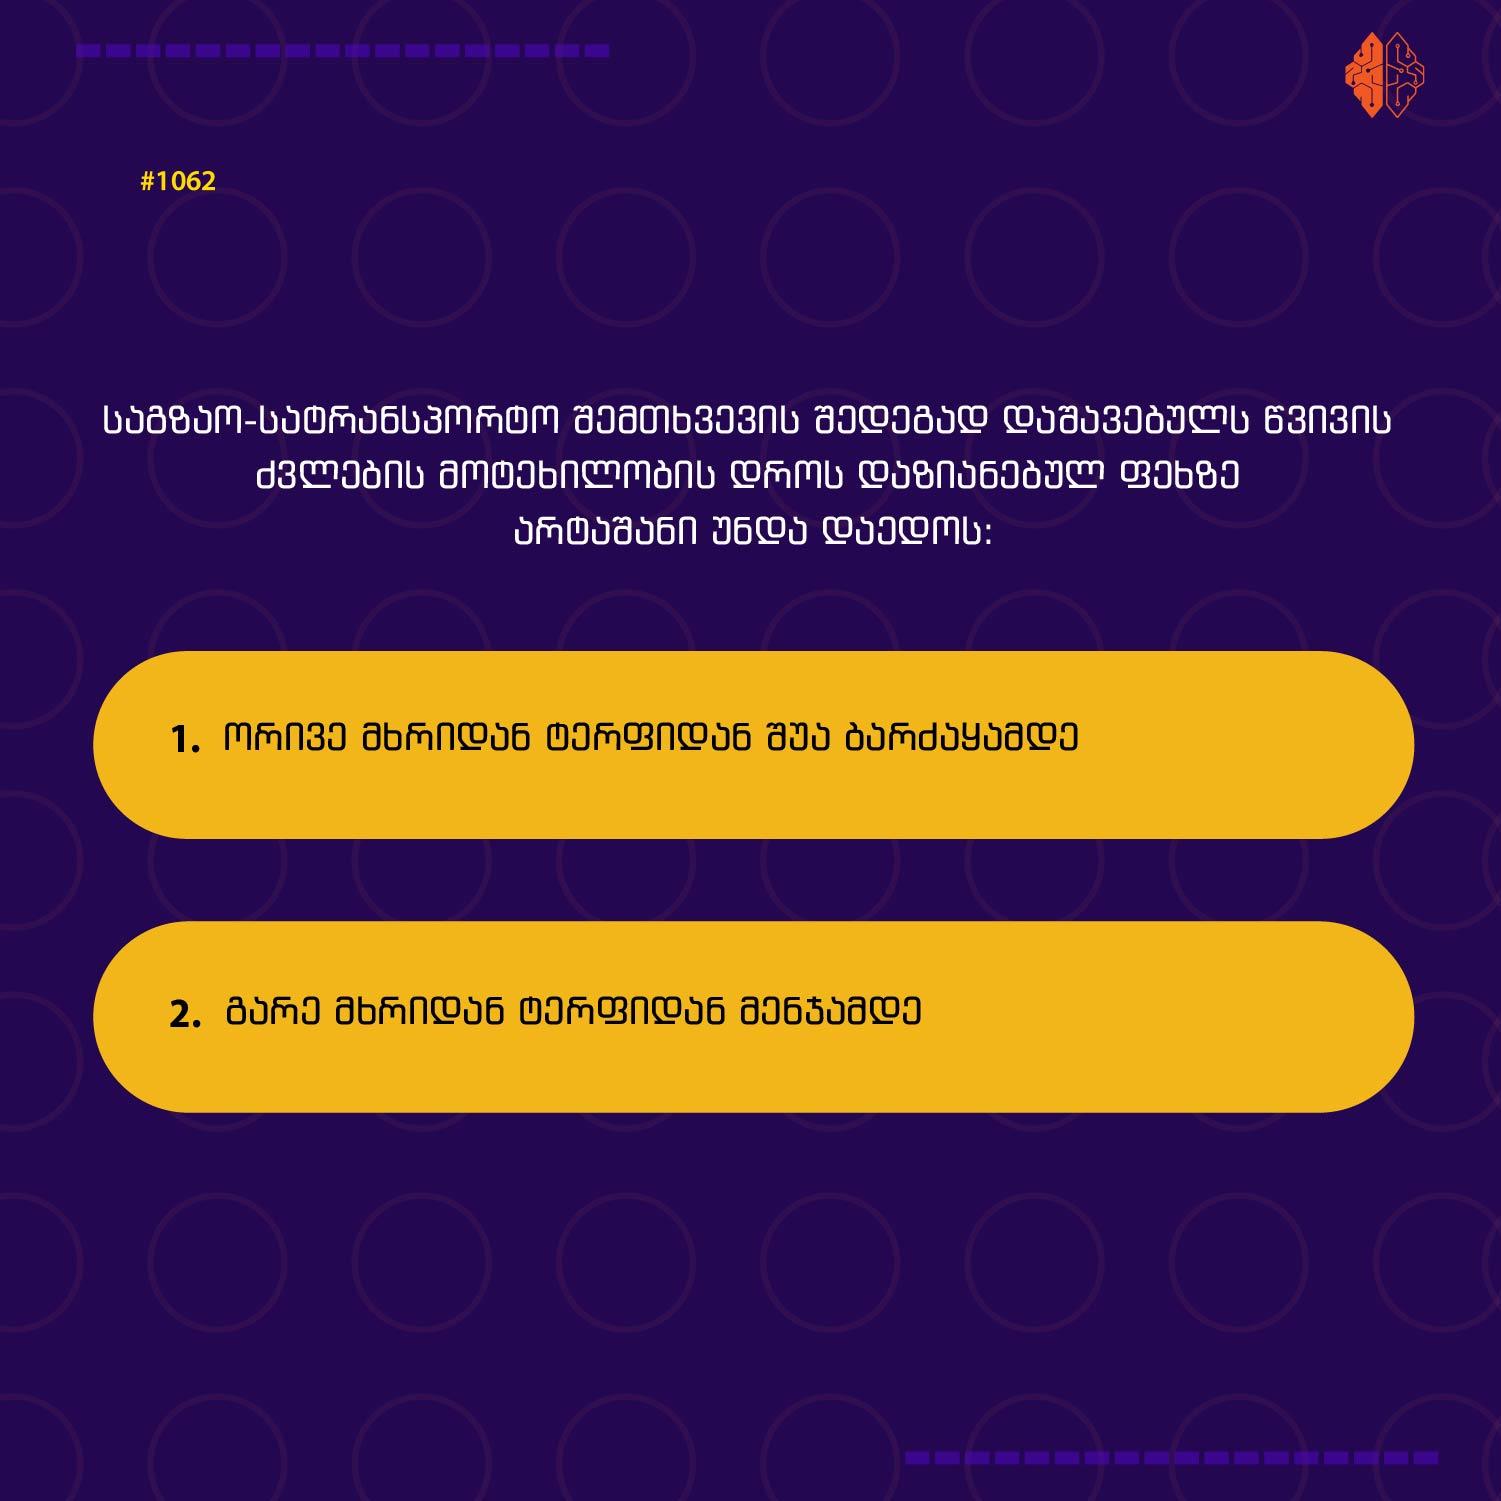 #1062
საგზაო-სატრანსპორტო შემთხვევის შედეგად დაშავებულს წვივის
ძვლების მოტეხილობის დროს დაზიანებულ ფეხზე
არტაშანი უნდა დაედოს:
1. ორივე მხრიდან ტერფიდან შუა ბარძაყამდე
2. გარე მხრიდან ტერფიდან მენჯამდე